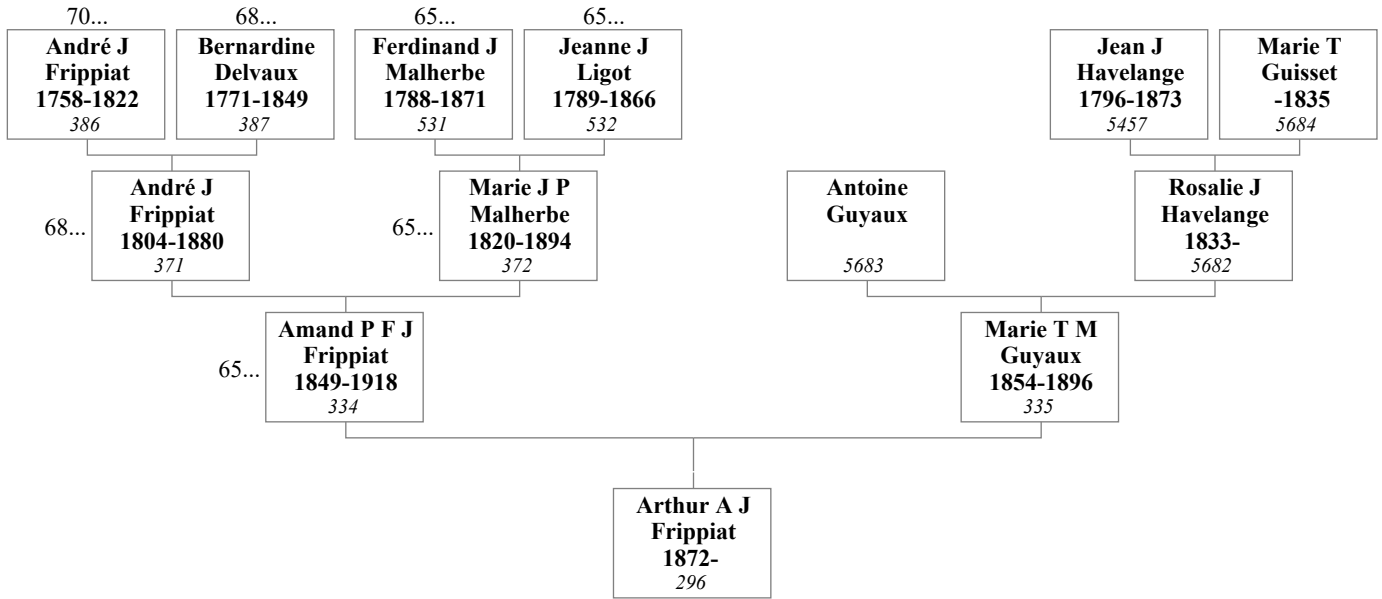 70...
68...
65...
65...
André J
Frippiat
1758-1822
386
Bernardine
Delvaux
1771-1849
387
Ferdinand J
Malherbe
1788-1871
531
Jeanne J
Ligot
1789-1866
532
Jean J
Havelange
1796-1873
5457
Marie T
Guisset
-1835
5684
68...
André J
Frippiat
1804-1880
371
65...
Marie J P
Malherbe
1820-1894
372
Antoine
Guyaux
5683
Rosalie J
Havelange
1833-
5682
65...
Amand P F J
Frippiat
1849-1918
334
Marie T M
Guyaux
1854-1896
335
Arthur A J
Frippiat
1872-
296